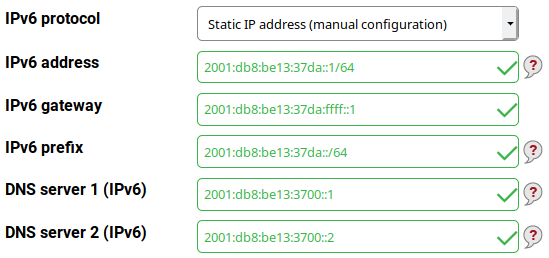 IPv6 protocol
Static IP address (manual configuration)
IPv6 address
2001:db8:be13:37da::1/64
?
IPv6 gateway
2001:db8:be13:37da:ffff::1
IPv6 prefix
2001:db8:be13:37da::/64
?
DNS server 1 (IPv6)
2001:db8:be13:3700::1
?
DNS server 2 (IPv6)
2001:db8:be13:3700::2
?